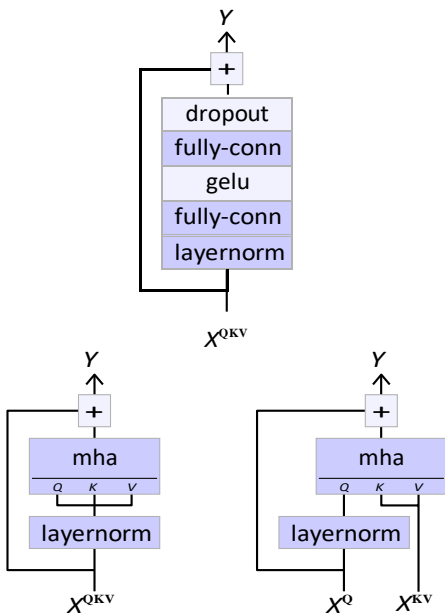 Y
+
dropout
fully-conn
gelu
fully-conn
layernorm
X^QKV
Y
+
mha
Q K V
layernorm
X^QKV
Y
+
mha
Q K V
layernorm
X^Q X^KV